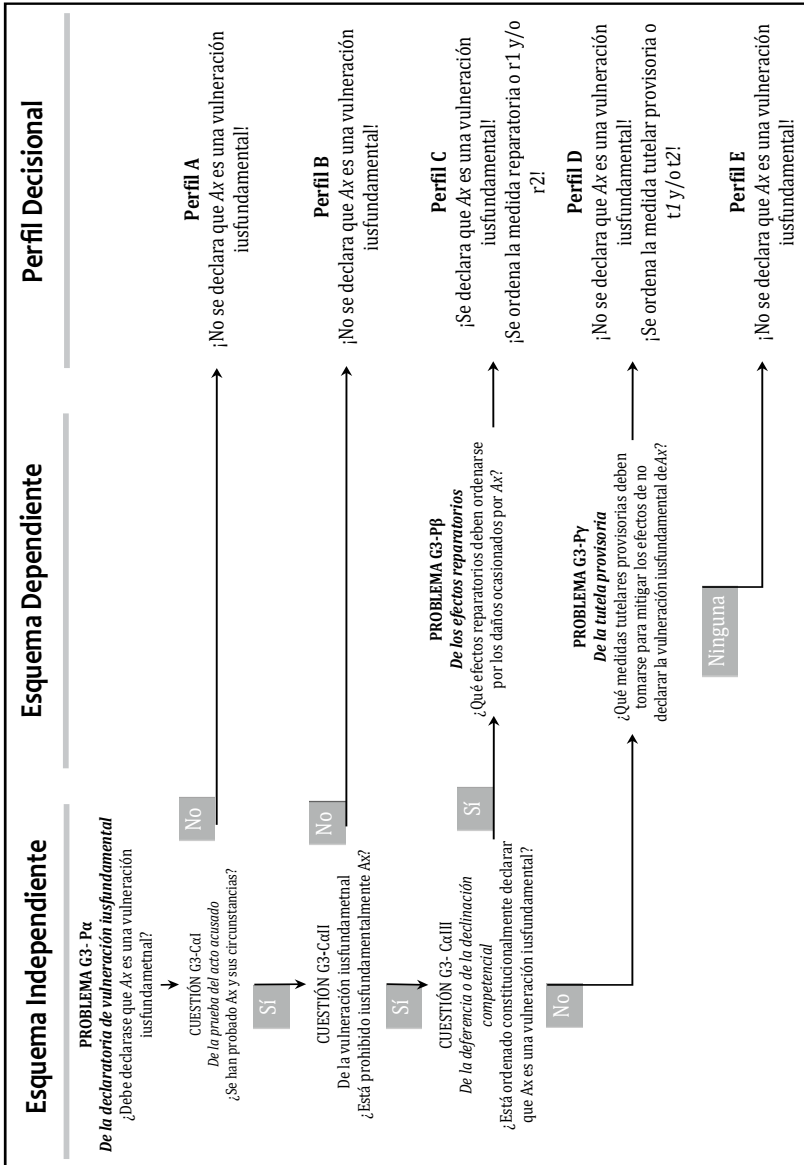 Esquema Independiente
Esquema Dependiente
Perfil Decisional
PROBLEMA G3- Pα
De la declaratoria de vulneración iusfundamental
¿Debe declararse que Ax es una vulneración
iusfundametnal?
CUESTIÓN G3-CαI
De la prueba del acto acusado
¿Se han probado Ax y sus circunstancias?
No
Perfil A
¡No se declara que Ax es una vulneración
iusfundamental!
Sí
CUESTIÓN G3-CαII
De la vulneración iusfundametnal
¿Está prohibido iusfundamentalmente Ax?
No
Perfil B
¡No se declara que Ax es una vulneración
iusfundamental!
Sí
CUESTIÓN G3- CαIII
De la deferencia o de la declinación
competencial
¿Está ordenado constitucionalmente declarar
que Ax es una vulneración iusfundamental?
Sí
PROBLEMA G3-Pβ
De los efectos reparatorios
¿Qué efectos reparatorios deben ordenarse
por los daños ocasionados por Ax?
Perfil C
¡Se declara que Ax es una vulneración
iusfundamental!
¡Se ordena la medida reparatoria o r1 y/o
r2!
No
PROBLEMA G3-Pγ
De la tutela provisoria
¿Qué medidas tutelares provisorias deben
tomarse para mitigar los efectos de no
declarar la vulneración iusfundamental deAx?
Perfil D
¡No se declara que Ax es una vulneración
iusfundamental!
¡Se ordena la medida tutelar provisoria o
t1 y/o t2!
Ninguna
Perfil E
¡No se declara que Ax es una vulneración
iusfundamental!